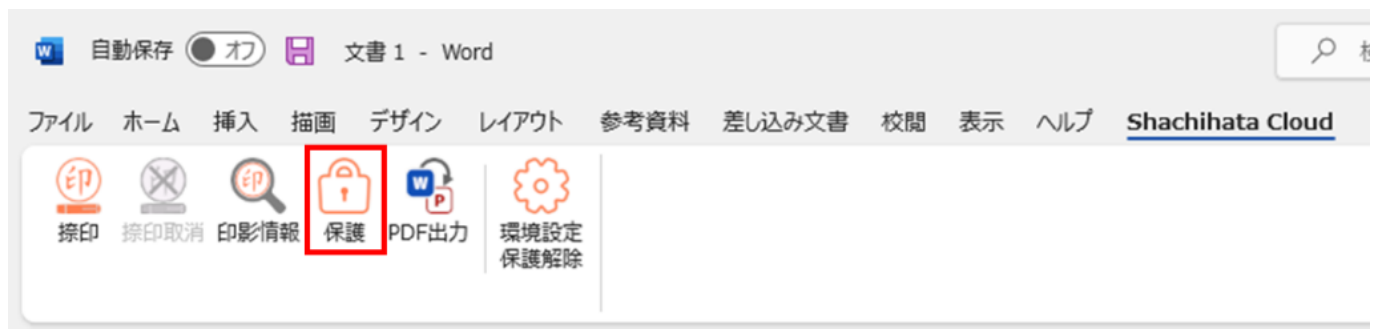 自動保存 オフ 文書 1 - Word
ファイル ホーム 挿入 描画 デザイン レイアウト 参考資料 差し込み文書 校閲 表示 ヘルプ Shachihata Cloud
捺印 捺印取消 印影情報 保護 PDF出力 環境設定
保護解除